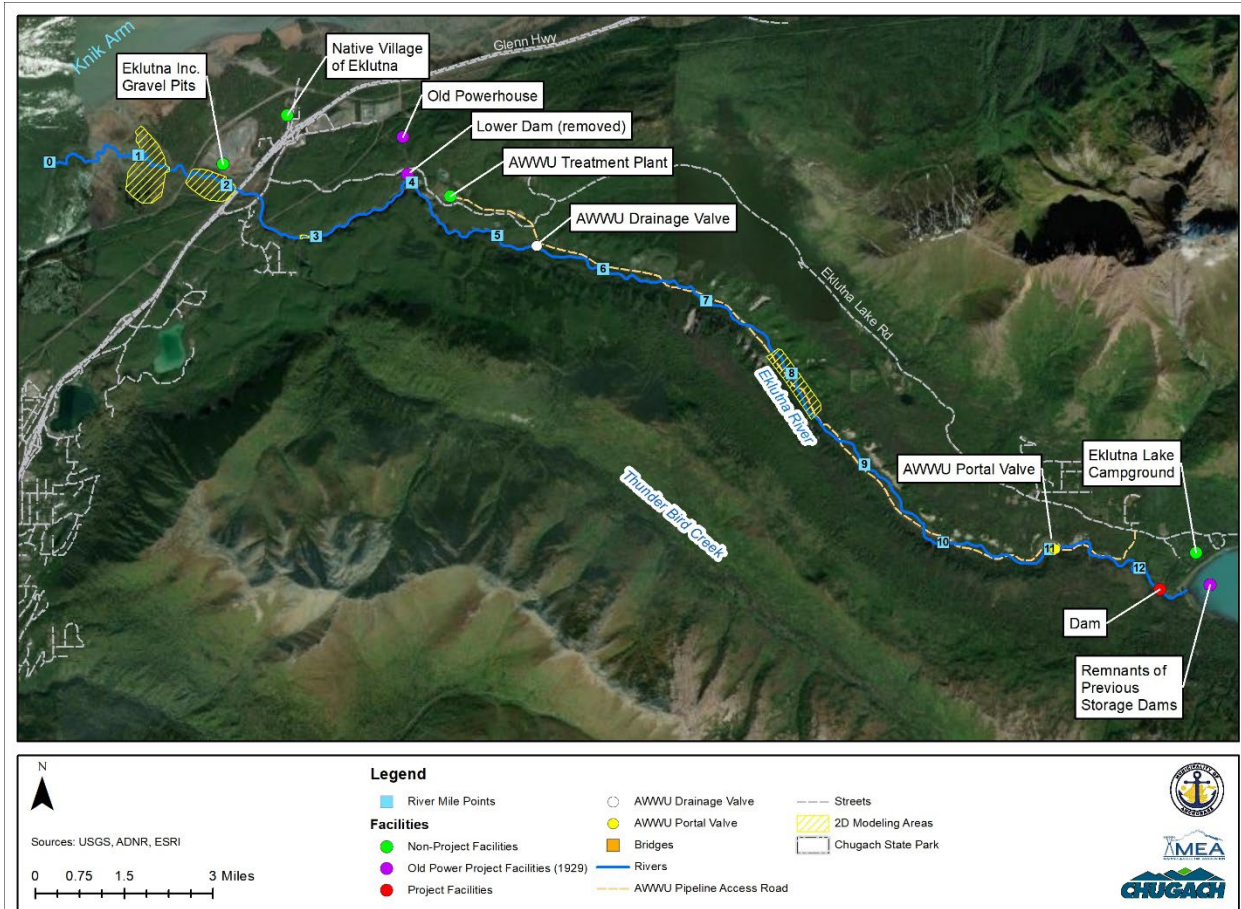 Knik Arm
Glenn Hwy
Native Village
of Eklutna
Eklutna Inc.
Gravel Pits
Old Powerhouse
Lower Dam (removed)
AWWU Treatment Plant
AWWU Drainage Valve
0
1
2
3
4
5
6
7
8
9
10
11
12
Eklutna Lake Rd
Eklutna River
Thunder Bird Creek
AWWU Portal Valve
Eklutna Lake
Campground
Dam
Remnants of
Previous
Storage Dams
N
Sources: USGS, ADNR, ESRI
0 0.75 1.5 3 Miles
Legend
River Mile Points
Facilities
Non-Project Facilities
Old Power Project Facilities (1929)
Project Facilities
AWWU Drainage Valve
AWWU Portal Valve
Bridges
Rivers
AWWU Pipeline Access Road
Streets
2D Modeling Areas
Chugach State Park
MUNICIPALITY OF
ANCHORAGE
MEA
CHUGACH